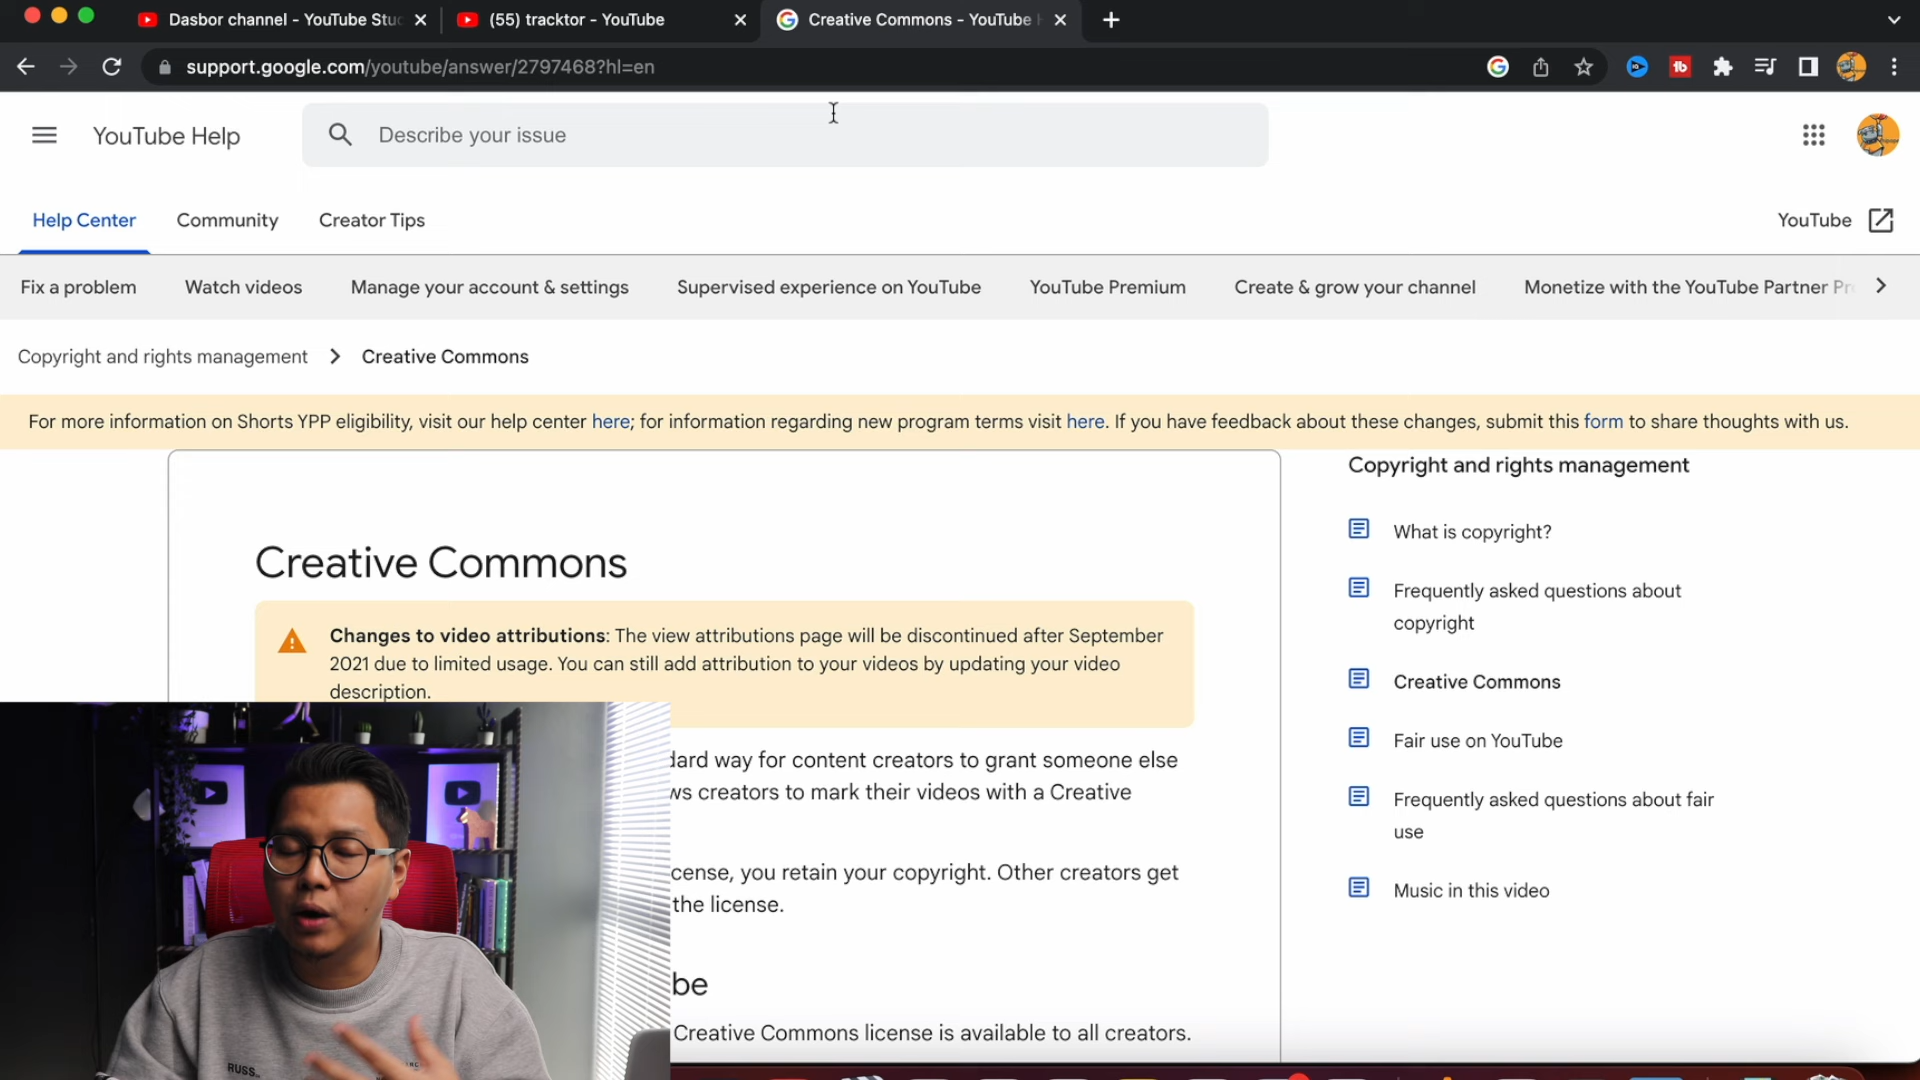 Dasbor channel - YouTube Stu
(55) tracktor - YouTube
Creative Commons - YouTube
support.google.com/youtube/answer/2797468?hl=en
YouTube Help
Describe your issue
Help Center
Community
Creator Tips
YouTube
Fix a problem
Watch videos
Manage your account & settings
Supervised experience on YouTube
YouTube Premium
Create & grow your channel
Monetize with the YouTube Partner Pr
Copyright and rights management
Creative Commons
For more information on Shorts YPP eligibility, visit our help center here; for information regarding new program terms visit here. If you have feedback about these changes, submit this form to share thoughts with us.
Creative Commons
Changes to video attributions: The view attributions page will be discontinued after September
2021 due to limited usage. You can still add attribution to your videos by updating your video
description.
dard way for content creators to grant someone else
ws creators to mark their videos with a Creative
cense, you retain your copyright. Other creators get
the license.
be
Creative Commons license is available to all creators.
Copyright and rights management
What is copyright?
Frequently asked questions about
copyright
Creative Commons
Fair use on YouTube
Frequently asked questions about fair
use
Music in this video
RUSS..